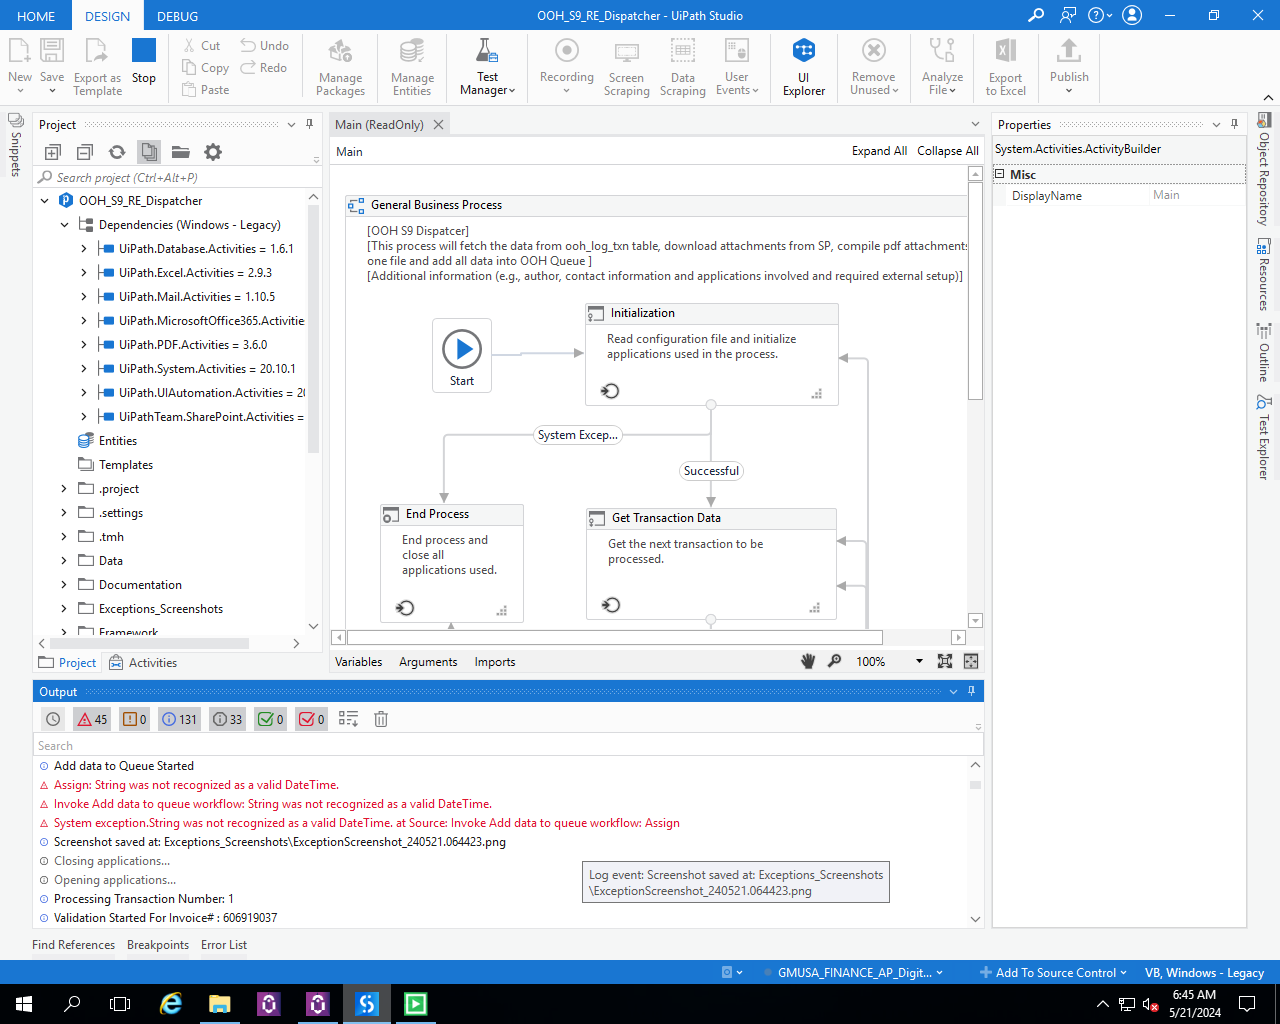 HOME
DESIGN
DEBUG
OOH_S9_RE_Dispatcher - UiPath Studio
New
Save
Export as Template
Stop
Cut
Copy
Paste
Undo
Redo
Manage Packages
Manage Entities
Test Manager
Recording
Screen Scraping
Data Scraping
User Events
UI Explorer
Remove Unused
Analyze File
Export to Excel
Publish
Snippets
Project
Search project (Ctrl+Alt+P)
OOH_S9_RE_Dispatcher
Dependencies (Windows - Legacy)
UiPath.Database.Activities = 1.6.1
UiPath.Excel.Activities = 2.9.3
UiPath.Mail.Activities = 1.10.5
UiPath.MicrosoftOffice365.Activitie
UiPath.PDF.Activities = 3.6.0
UiPath.System.Activities = 20.10.1
UiPath.UIAutomation.Activities = 20
UiPathTeam.SharePoint.Activities =
Entities
Templates
.project
.settings
.tmh
Data
Documentation
Exceptions_Screenshots
Framework
Project
Activities
Main (ReadOnly)
Main
Expand All
Collapse All
General Business Process
[OOH S9 Dispatcer]
[This process will fetch the data from ooh_log_txn table, download attachments from SP, compile pdf attachments
one file and add all data into OOH Queue ]
[Additional information (e.g., author, contact information and applications involved and required external setup)]
Start
Initialization
Read configuration file and initialize
applications used in the process.
System Excep...
Successful
End Process
End process and
close all
applications used.
Get Transaction Data
Get the next transaction to be
processed.
Variables
Arguments
Imports
100%
Properties
System.Activities.ActivityBuilder
Misc
DisplayName
Main
Object Repository
Resources
Outline
Test Explorer
Output
45
0
131
33
0
0
Search
Add data to Queue Started
Assign: String was not recognized as a valid DateTime.
Invoke Add data to queue workflow: String was not recognized as a valid DateTime.
System exception.String was not recognized as a valid DateTime. at Source: Invoke Add data to queue workflow: Assign
Screenshot saved at: Exceptions_Screenshots\ExceptionScreenshot_240521.064423.png
Closing applications...
Opening applications...
Processing Transaction Number: 1
Validation Started For Invoice# : 606919037
Log event: Screenshot saved at: Exceptions_Screenshots
\ExceptionScreenshot_240521.064423.png
Find References
Breakpoints
Error List
GMUSA_FINANCE_AP_Digit...
Add To Source Control
VB, Windows - Legacy
6:45 AM
5/21/2024